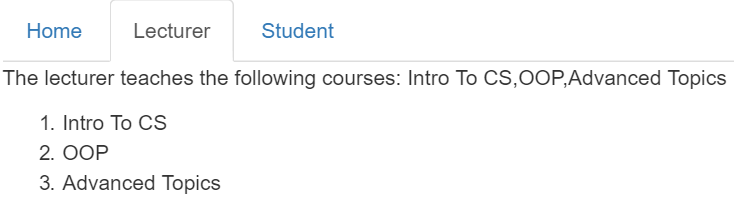 Home Lecturer Student
The lecturer teaches the following courses: Intro To CS,OOP,Advanced Topics
1. Intro To CS
2. OOP
3. Advanced Topics